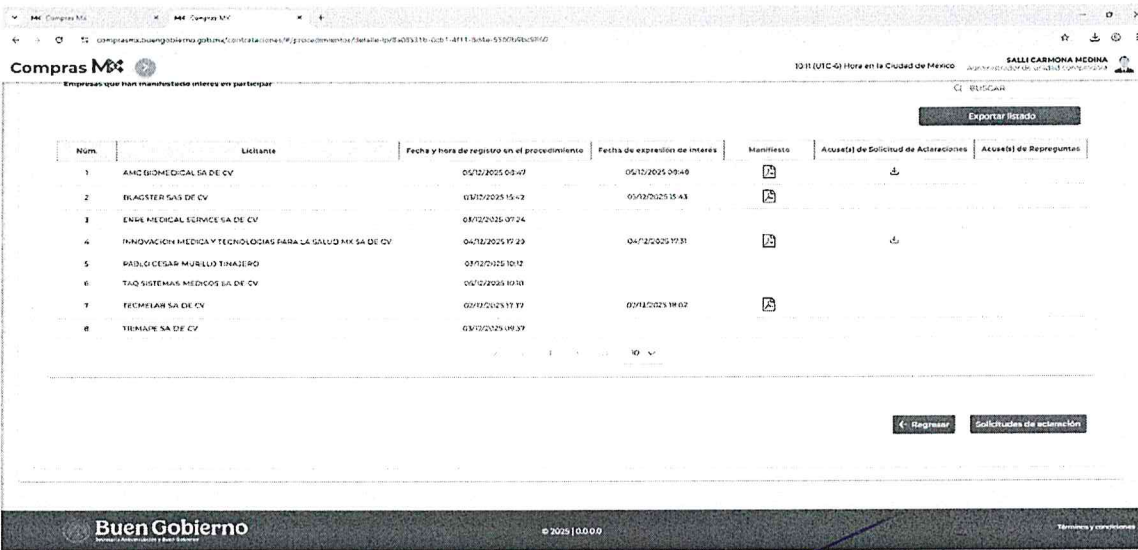 Compras MX
Compras MX
Compras MX
10:11 (UTC-6) Hora en la Ciudad de México
SALLI CARMONA MEDINA
Empresas que han manifestado interés en participar
BUSCAR
Exportar listado
Núm. Licitante Fecha y hora de registro en el procedimiento Fecha de expresión de interés Manifiesto Acuse(s) de Solicitud de Aclaraciones Acuse(s) de Repreguntas
1 AMC BIOMEDICAL SA DE CV 05/12/2025 08:47 05/12/2025 08:48
2 BLAGSTER SAS DE CV 03/12/2025 15:42 03/12/2025 15:43
3 ENRE MEDICAL SERVICE SA DE CV 03/12/2025 07:24
4 INNOVACION MEDICA Y TECNOLOGIAS PARA LA SALUD MX SA DE CV 04/12/2025 17:29 04/12/2025 17:31
5 PABLO CESAR MURILLO TINAJERO 03/12/2025 10:12
6 TAQ SISTEMAS MEDICOS SA DE CV 05/12/2025 10:10
7 TECMELAB SA DE CV 02/12/2025 17:17 02/12/2025 18:02
8 TRIMAPE SA DE CV 03/12/2025 09:37
1 10
Regresar Solicitudes de aclaración
Buen Gobierno
Secretaría Anticorrupción y Buen Gobierno
© 2025 | 0.0.0.0
Términos y condiciones